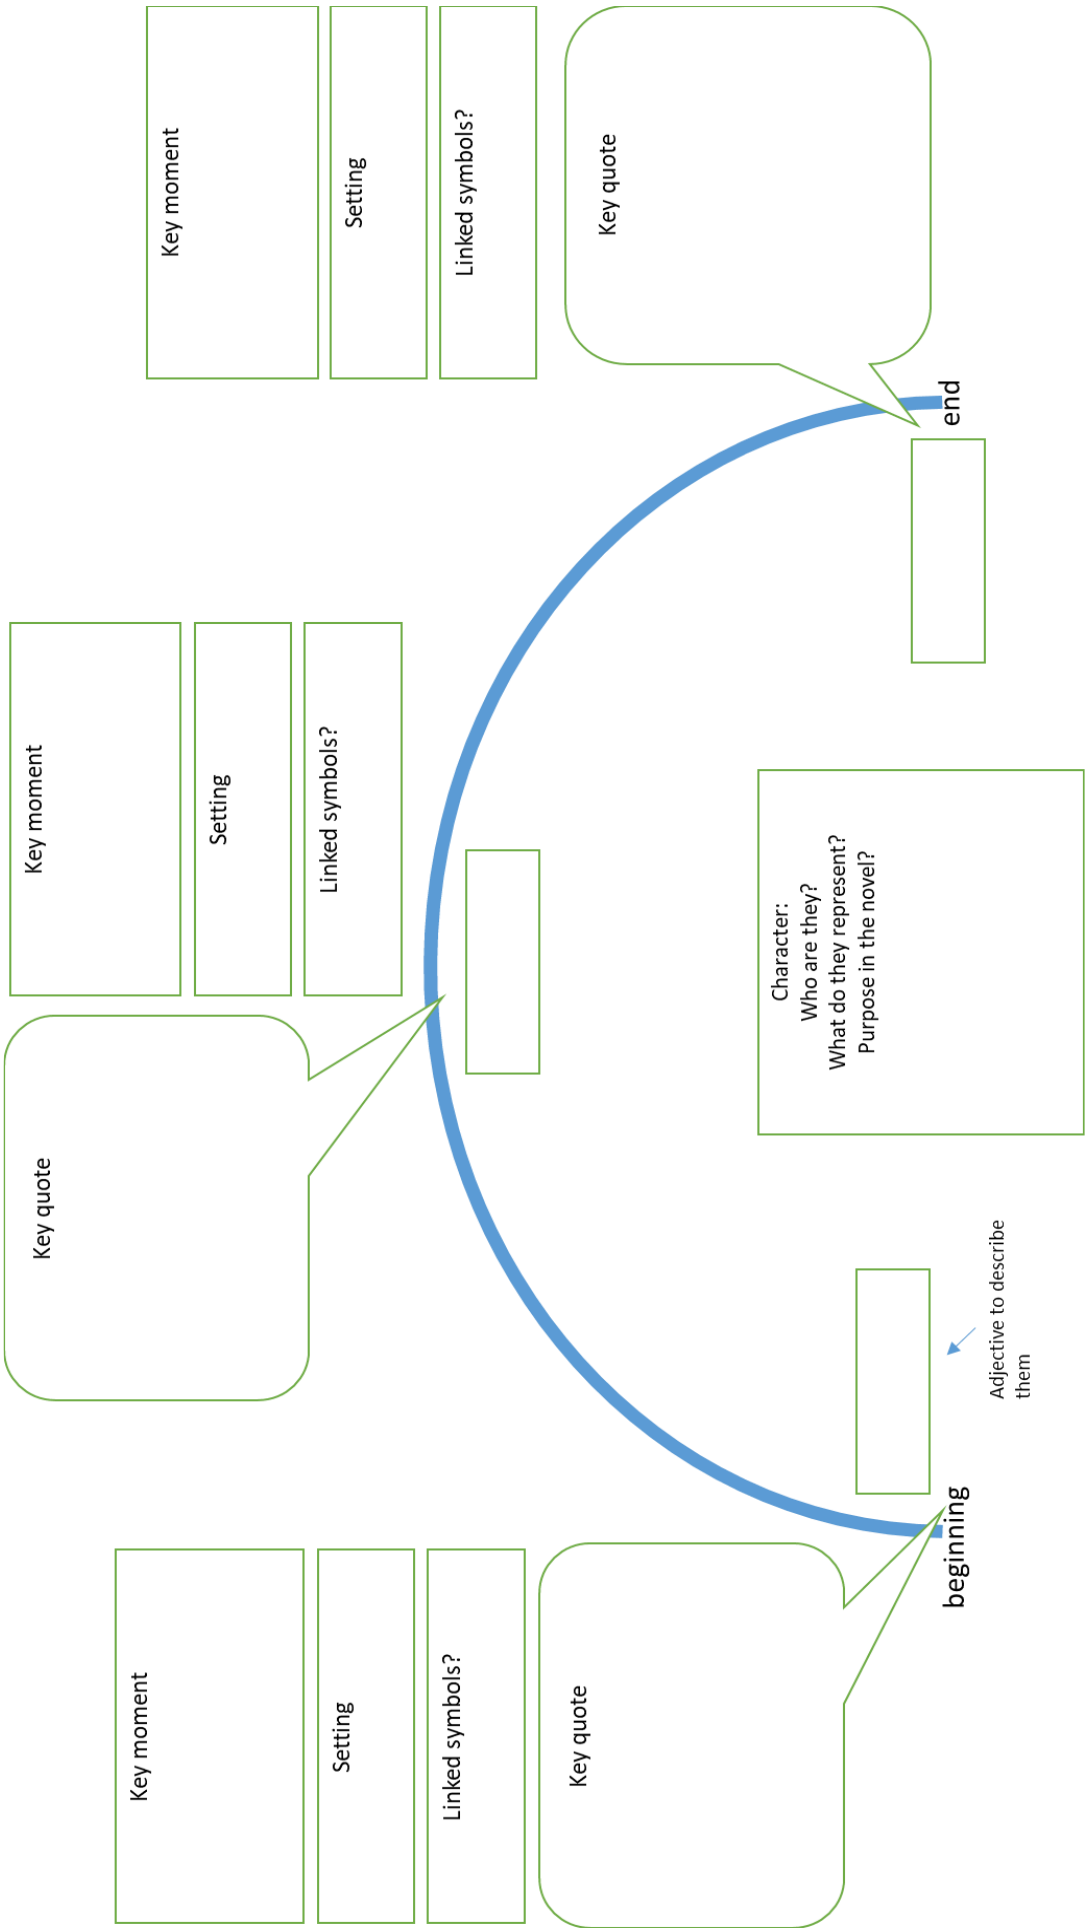 Key moment
Setting
Linked symbols?
Key quote
beginning
Adjective to describe
them
Key quote
Key moment
Setting
Linked symbols?
Character:
Who are they?
What do they represent?
Purpose in the novel?
Key moment
Setting
Linked symbols?
Key quote
end